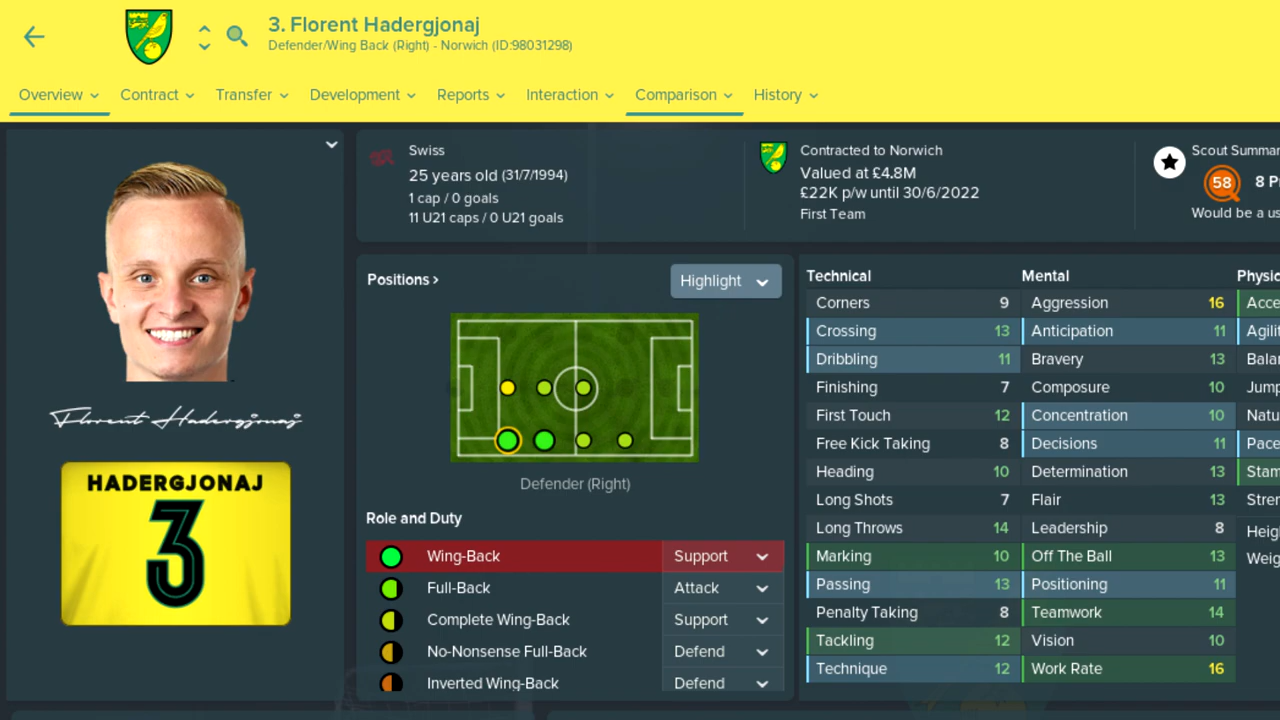 3. Florent Hadergjonaj
Defender/Wing Back (Right) - Norwich (ID:98031298)
Overview
Contract
Transfer
Development
Reports
Interaction
Comparison
History
Swiss
25 years old (31/7/1994)
1 cap / 0 goals
11 U21 caps / 0 U21 goals
Contracted to Norwich
Valued at £4.8M
£22K p/w until 30/6/2022
First Team
Scout Summar
58 8 P
Would be a us
Florent Hadergjonaj
HADERGJONAJ
3
Positions >
Highlight
Defender (Right)
Role and Duty
Wing-Back Support
Full-Back Attack
Complete Wing-Back Support
No-Nonsense Full-Back Defend
Inverted Wing-Back Defend
Technical
Corners 9
Crossing 13
Dribbling 11
Finishing 7
First Touch 12
Free Kick Taking 8
Heading 10
Long Shots 7
Long Throws 14
Marking 10
Passing 13
Penalty Taking 8
Tackling 12
Technique 12
Mental
Aggression 16
Anticipation 11
Bravery 13
Composure 10
Concentration 10
Decisions 11
Determination 13
Flair 13
Leadership 8
Off The Ball 13
Positioning 11
Teamwork 14
Vision 10
Work Rate 16
Physic
Acce
Agilit
Balar
Jump
Natu
Pace
Stam
Stren
Heigh
Weig